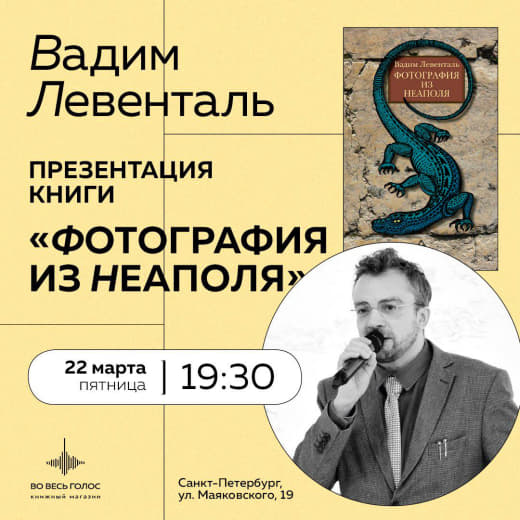 Вадим
Левенталь
ПРЕЗЕНТАЦИЯ
КНИГИ
«ФОТОГРАФИЯ
ИЗ НЕАПОЛЯ»
Вадим Левенталь
ФОТОГРАФИЯ
ИЗ
НЕАПОЛЯ
22 марта
пятница
19:30
ВО ВЕСЬ ГОЛОС
книжный магазин
Санкт-Петербург,
ул. Маяковского, 19